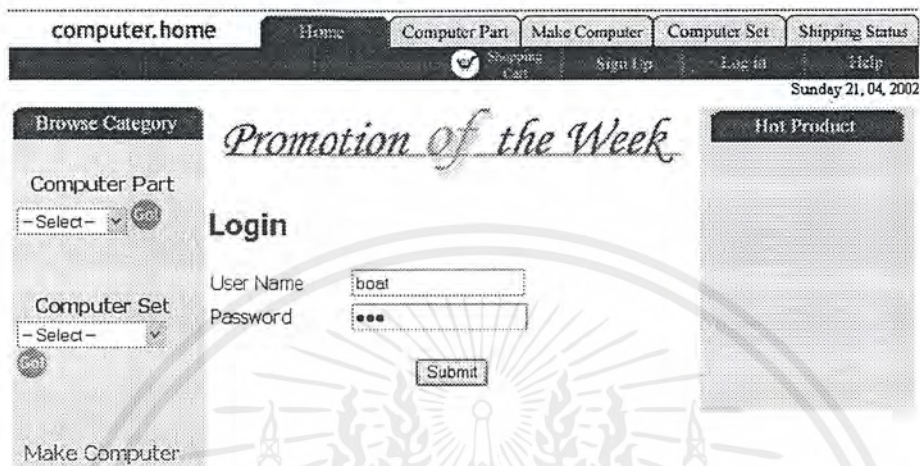 computer.home Home Computer Part Make Computer Computer Set Shipping Status
Shopping Cart Sign Up Log in Help
Sunday 21, 04, 2002
Browse Category
Promotion of the Week
Hot Product
Computer Part
-Select- Go!
Login
User Name boat
Computer Set
Password •••
-Select-
Go!
Submit
Make Computer